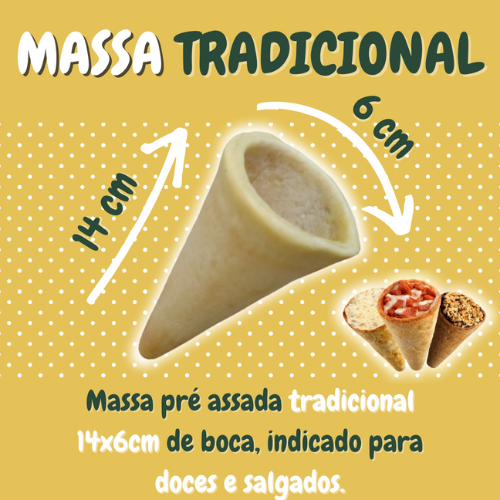 MASSA TRADICIONAL
14 cm
6 cm
Massa pré assada tradicional
14x6cm de boca, indicado para
doces e salgados.